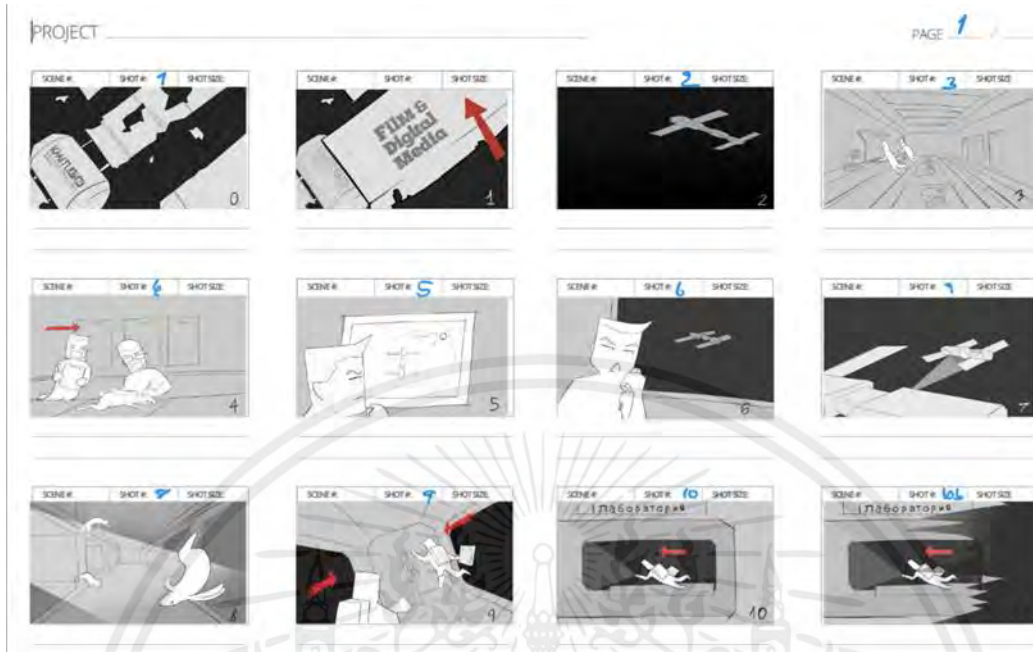 PROJECT
PAGE 1 /
SCENE #: SHOT #: 1 SHOT SIZE:
SCENE #: SHOT #: SHOT SIZE:
SCENE #: SHOT #: 2 SHOT SIZE:
SCENE #: SHOT #: 3 SHOT SIZE:
Film &
Digital
Media
0
1
2
3
SCENE #: SHOT #: 4 SHOT SIZE:
SCENE #: SHOT #: 5 SHOT SIZE:
SCENE #: SHOT #: 6 SHOT SIZE:
SCENE #: SHOT #: 7 SHOT SIZE:
4
5
6
7
SCENE #: SHOT #: 8 SHOT SIZE:
SCENE #: SHOT #: 9 SHOT SIZE:
SCENE #: SHOT #: 10 SHOT SIZE:
SCENE #: SHOT #: SHOT SIZE:
1 Лаборатория
1 Лаборатория
8
9
10